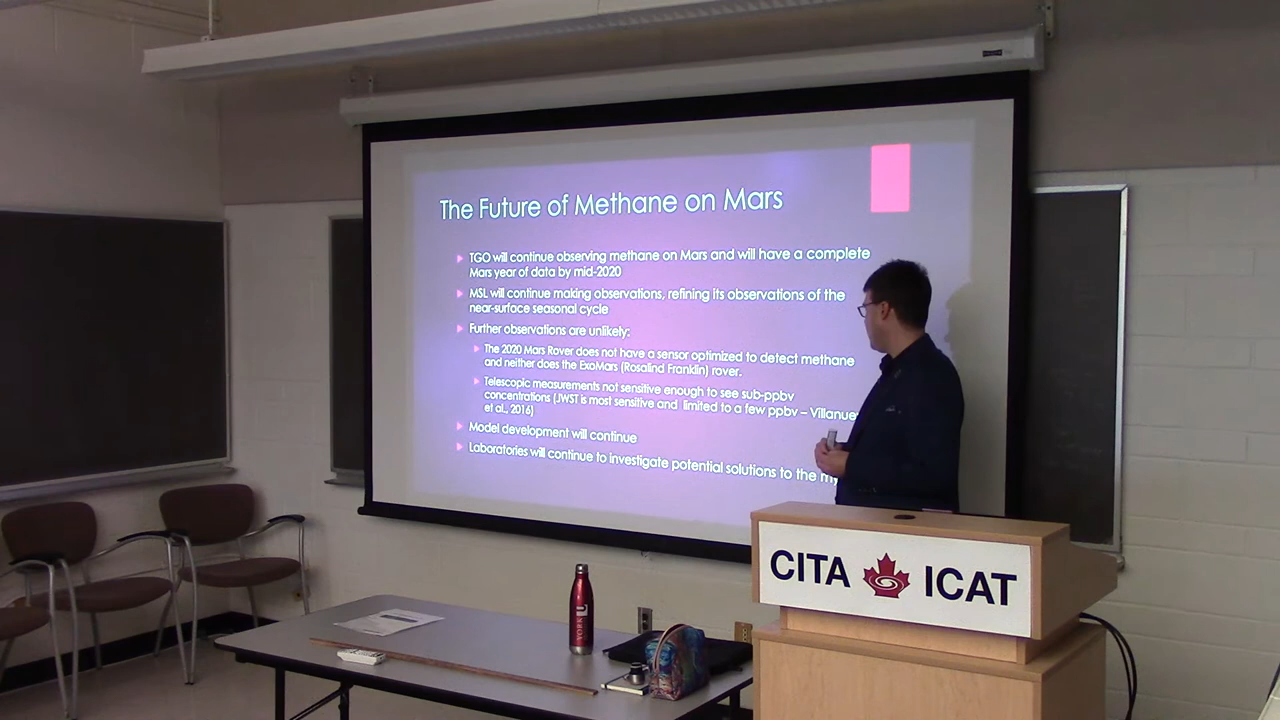 The Future of Methane on Mars
TGO will continue observing methane on Mars and will have a complete
Mars year of data by mid-2020
MSL will continue making observations, refining its observations of the
near-surface seasonal cycle
Further observations are unlikely:
The 2020 Mars Rover does not have a sensor optimized to detect methane
and neither does the ExoMars (Rosalind Franklin) rover.
Telescopic measurements not sensitive enough to see sub-ppbv
concentrations (JWST is most sensitive and limited to a few ppbv –
et al., 2016)
Model development will continue
Laboratories will continue to investigate potential solutions to the
CITA ICAT
YORK U